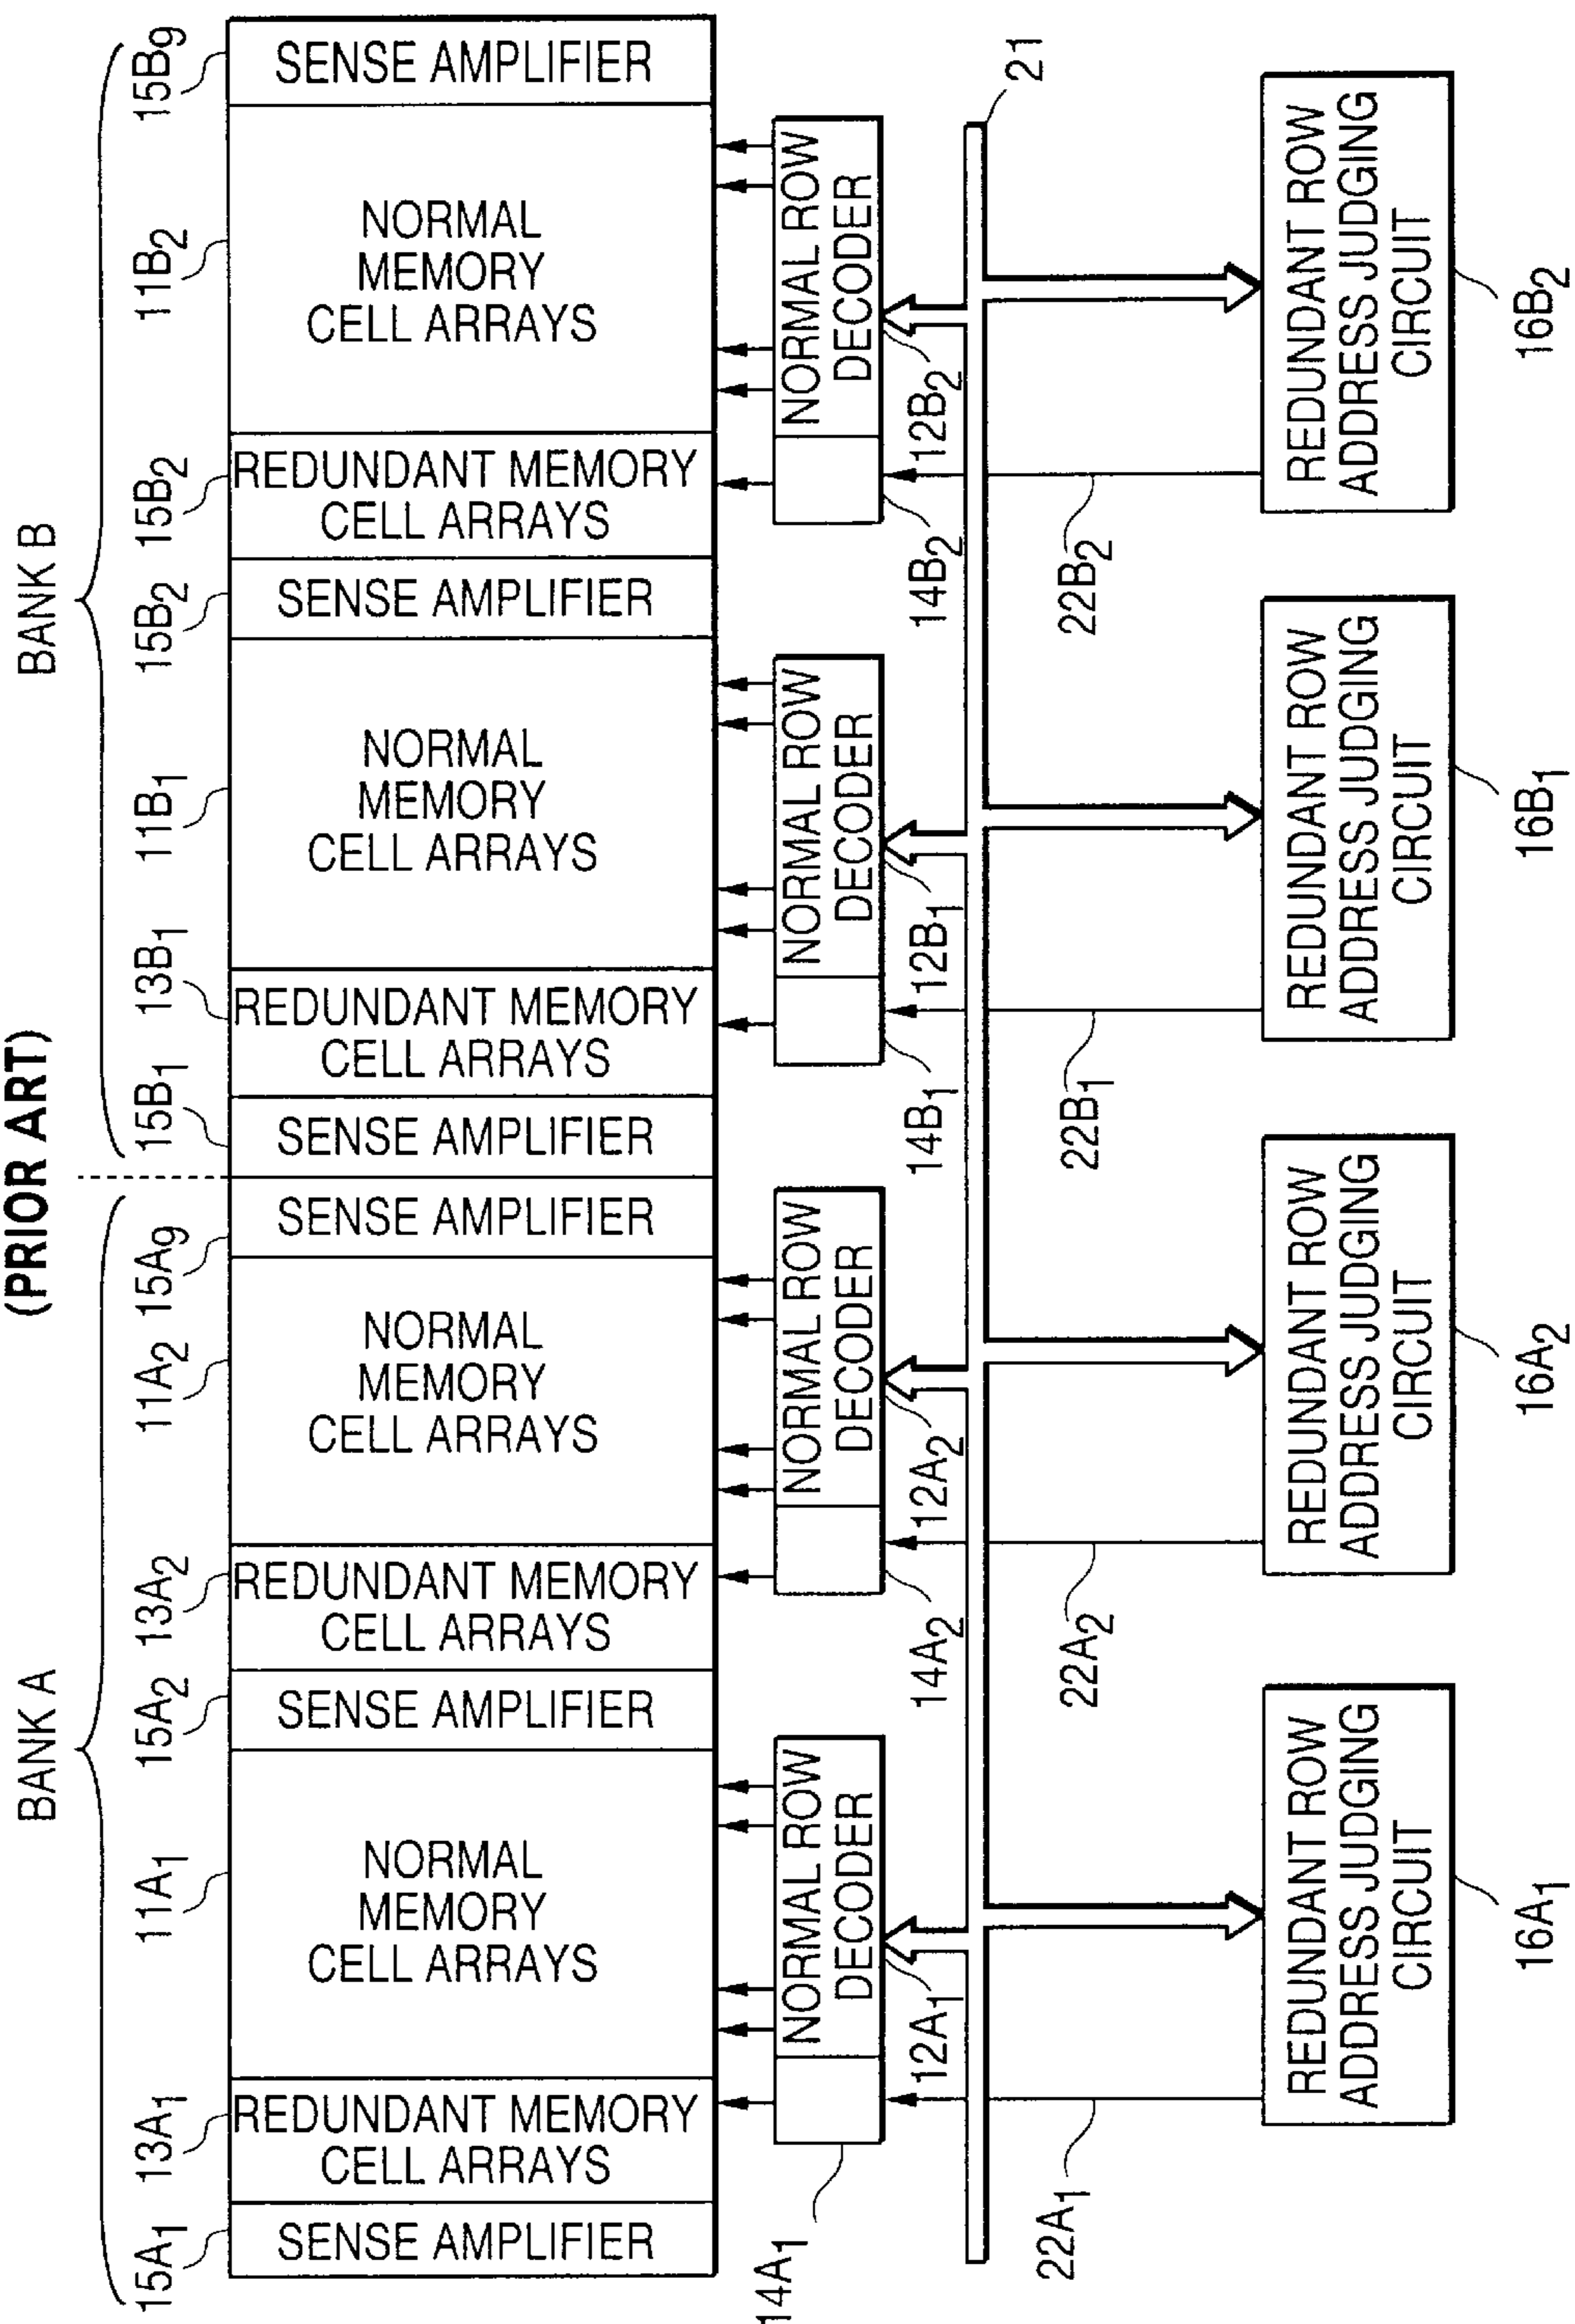 (PRIOR ART)
BANK A
BANK B
15A1
13A1
11A1
15A2
13A2
11A2
15A9
15B1
13B1
11B1
15B2
15B2
11B2
15B9
SENSE AMPLIFIER
REDUNDANT MEMORY
CELL ARRAYS
NORMAL
MEMORY
CELL ARRAYS
SENSE AMPLIFIER
REDUNDANT MEMORY
CELL ARRAYS
NORMAL
MEMORY
CELL ARRAYS
SENSE AMPLIFIER
SENSE AMPLIFIER
REDUNDANT MEMORY
CELL ARRAYS
NORMAL
MEMORY
CELL ARRAYS
SENSE AMPLIFIER
REDUNDANT MEMORY
CELL ARRAYS
NORMAL
MEMORY
CELL ARRAYS
SENSE AMPLIFIER
NORMAL ROW
DECODER
NORMAL ROW
DECODER
NORMAL ROW
DECODER
NORMAL ROW
DECODER
14A1
12A1
14A2
12A2
14B1
12B1
14B2
12B2
21
22A1
22A2
22B1
22B2
REDUNDANT ROW
ADDRESS JUDGING
CIRCUIT
REDUNDANT ROW
ADDRESS JUDGING
CIRCUIT
REDUNDANT ROW
ADDRESS JUDGING
CIRCUIT
REDUNDANT ROW
ADDRESS JUDGING
CIRCUIT
16A1
16A2
16B1
16B2